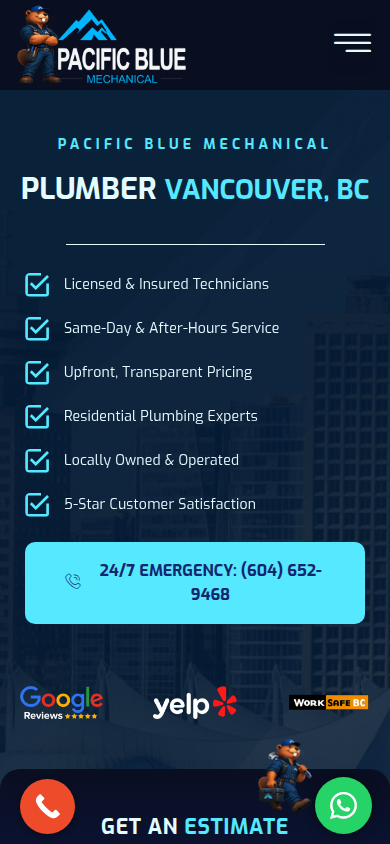 PACIFIC BLUE
MECHANICAL
PACIFIC BLUE MECHANICAL
PLUMBER VANCOUVER, BC
Licensed & Insured Technicians
Same-Day & After-Hours Service
Upfront, Transparent Pricing
Residential Plumbing Experts
Locally Owned & Operated
5-Star Customer Satisfaction
24/7 EMERGENCY: (604) 652-
9468
Google
Reviews
yelp
WORK SAFE BC
GET AN ESTIMATE